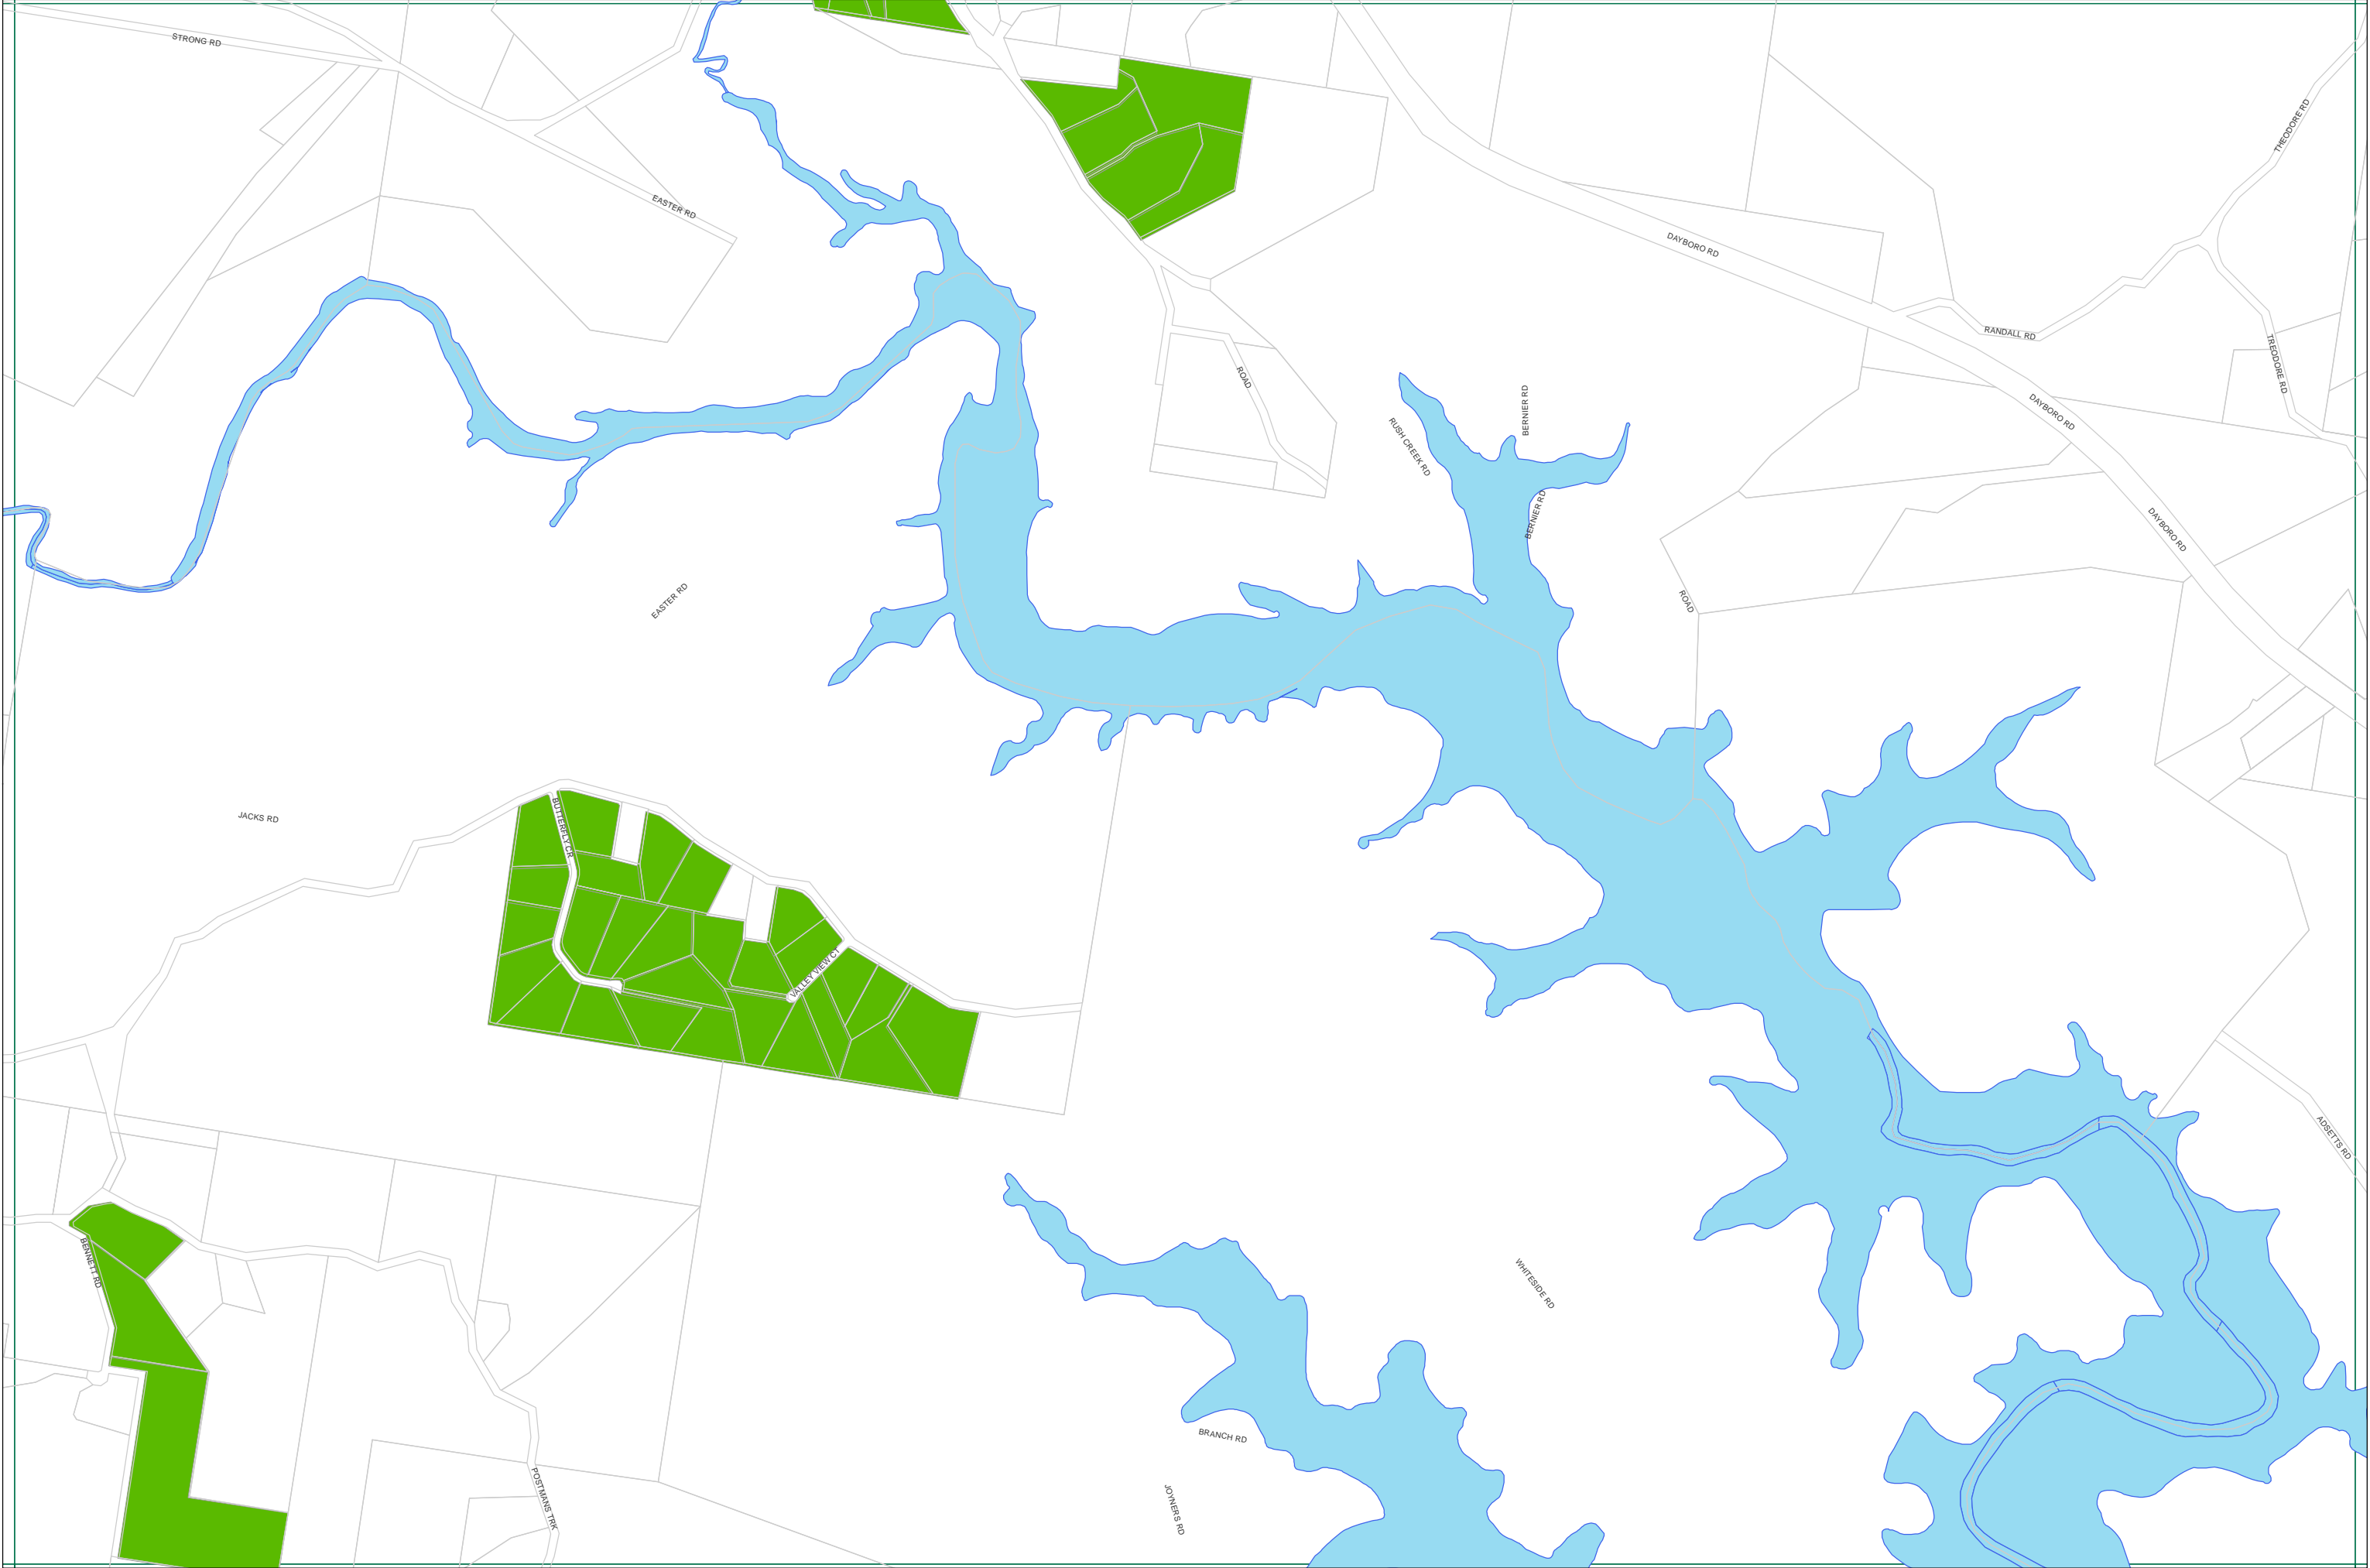 STRONG RD
THEODORE RD
EASTER RD
DAYBORO RD
RANDALL RD
TREODORE RD
ROAD
BERNIER RD
DAYBORO RD
RUSH CREEK RD
BERNIER RD
DAYBORO RD
EASTER RD
ROAD
JACKS RD
BUTTERFLY CR
VALLEY VIEW CT
ADSETTS RD
BENNETT RD
WHITESIDE RD
BRANCH RD
POSTMANS TRK
JOYNERS RD